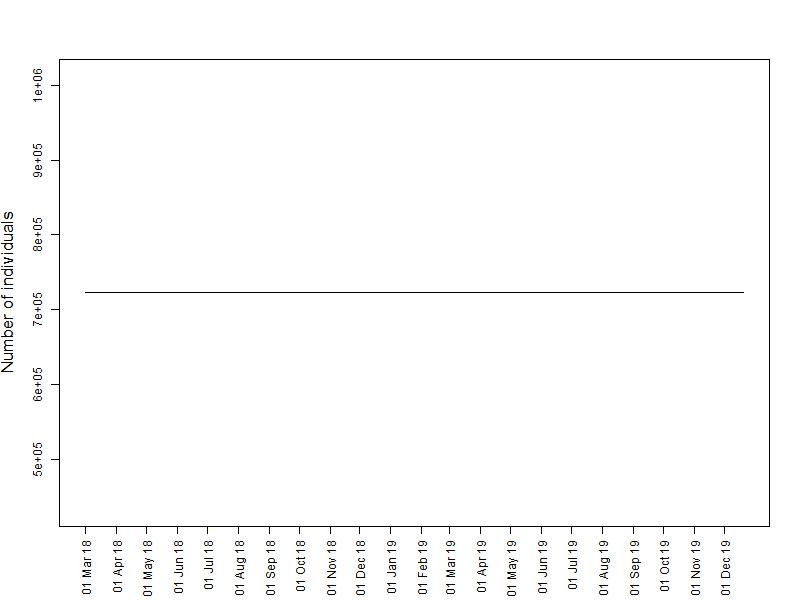 Number of individuals
1e+06
9e+05
8e+05
7e+05
6e+05
5e+05
01 Mar 18
01 Apr 18
01 May 18
01 Jun 18
01 Jul 18
01 Aug 18
01 Sep 18
01 Oct 18
01 Nov 18
01 Dec 18
01 Jan 19
01 Feb 19
01 Mar 19
01 Apr 19
01 May 19
01 Jun 19
01 Jul 19
01 Aug 19
01 Sep 19
01 Oct 19
01 Nov 19
01 Dec 19